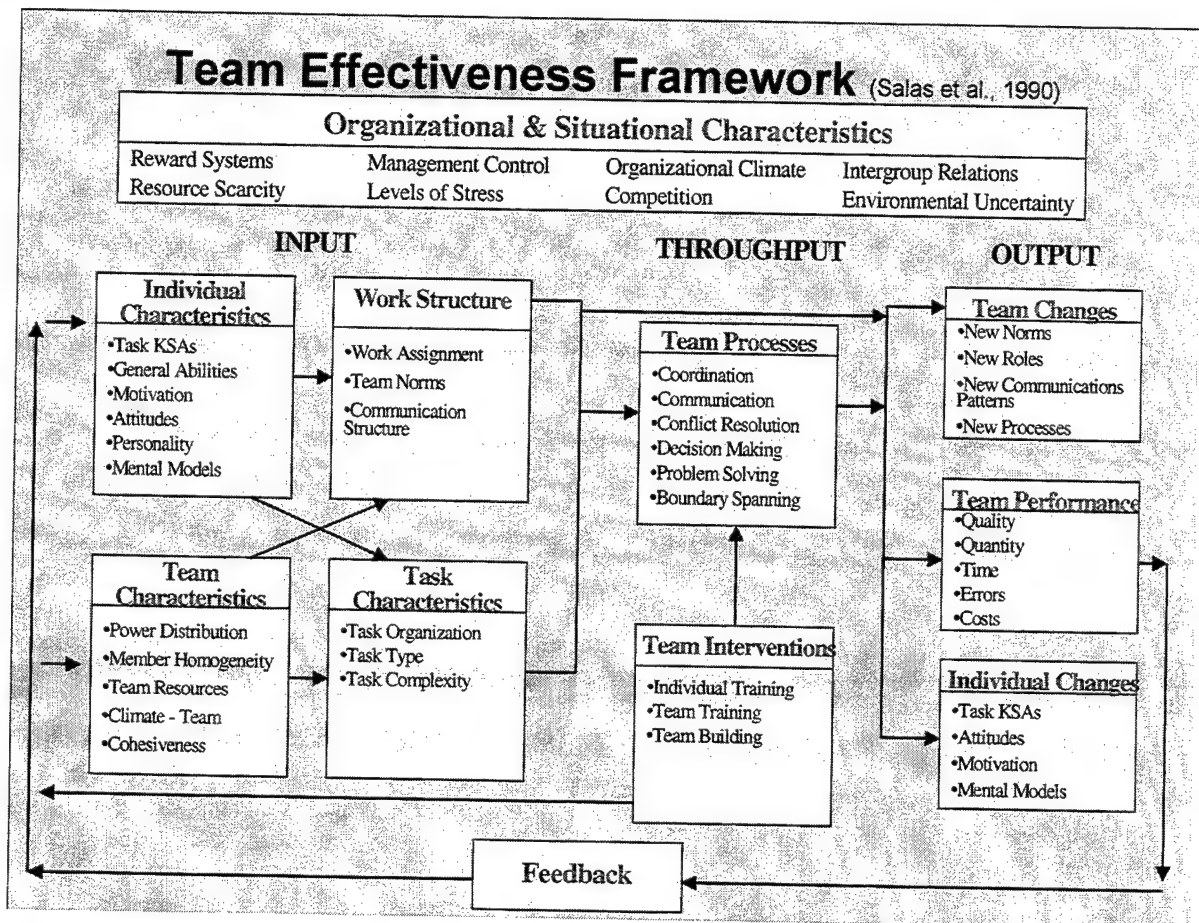 Team Effectiveness Framework (Salas et al., 1990)
Organizational & Situational Characteristics
Reward Systems
Management Control
Organizational Climate
Intergroup Relations
Resource Scarcity
Levels of Stress
Competition
Environmental Uncertainty
INPUT
THROUGHPUT
OUTPUT
Individual
Characteristics
•Task KSAs
•General Abilities
•Motivation
•Attitudes
•Personality
•Mental Models
Work Structure
•Work Assignment
•Team Norms
•Communication
Structure
Team
Characteristics
•Power Distribution
•Member Homogeneity
•Team Resources
•Climate - Team
•Cohesiveness
Task
Characteristics
•Task Organization
•Task Type
•Task Complexity
Team Processes
•Coordination
•Communication
•Conflict Resolution
•Decision Making
•Problem Solving
•Boundary Spanning
Team Interventions
•Individual Training
•Team Training
•Team Building
Team Changes
•New Norms
•New Roles
•New Communications
Patterns
•New Processes
Team Performance
•Quality
•Quantity
•Time
•Errors
•Costs
Individual Changes
•Task KSAs
•Attitudes
•Motivation
•Mental Models
Feedback